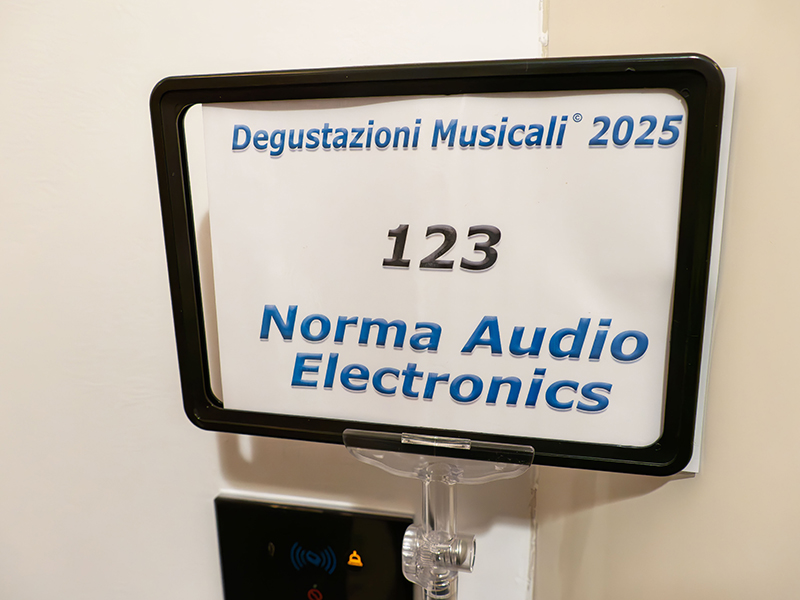 Degustazioni Musicali© 2025
123
Norma Audio
Electronics